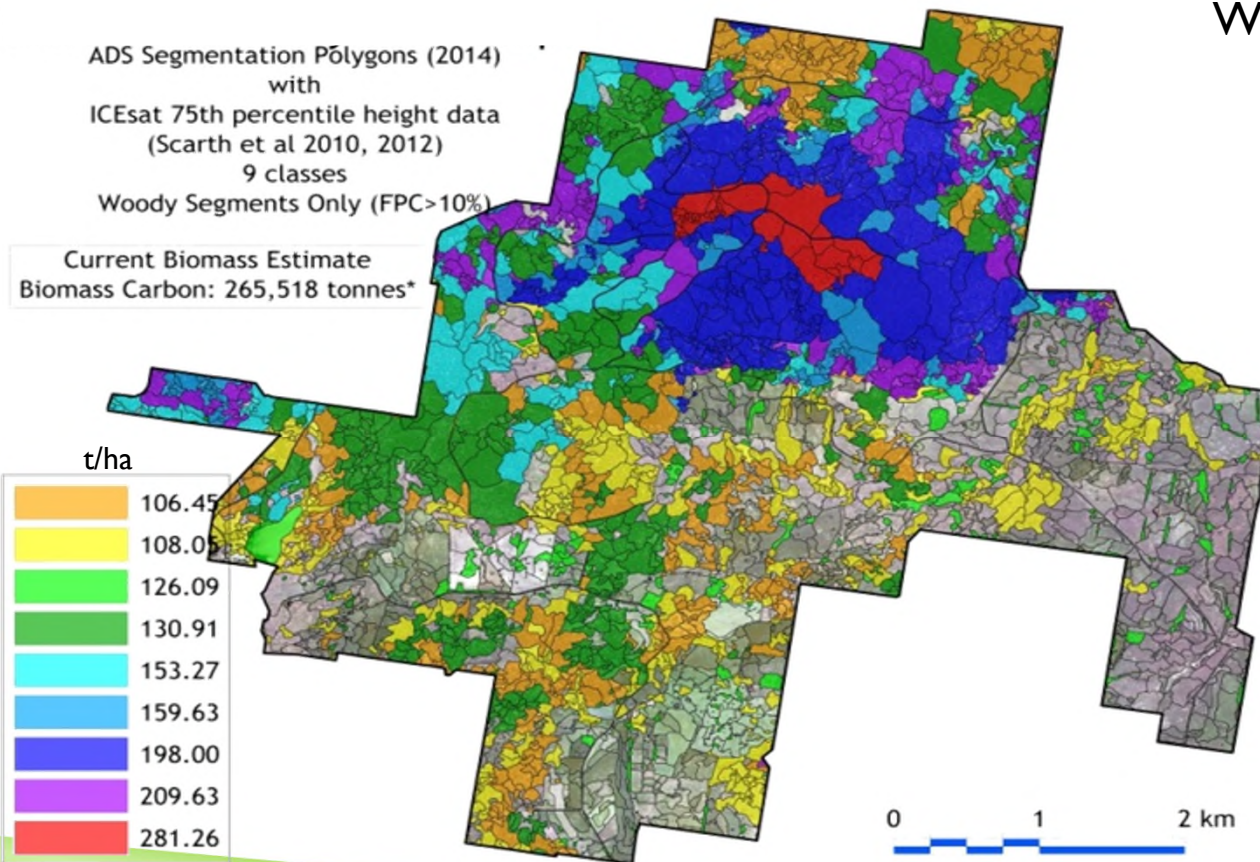 W
ADS Segmentation Polygons (2014)
with
ICEsat 75th percentile height data
(Scarth et al 2010, 2012)
9 classes
Woody Segments Only (FPC>10%)
Current Biomass Estimate
Biomass Carbon: 265,518 tonnes*
t/ha
106.45
108.05
126.09
130.91
153.27
159.63
198.00
209.63
281.26
0 1 2 km